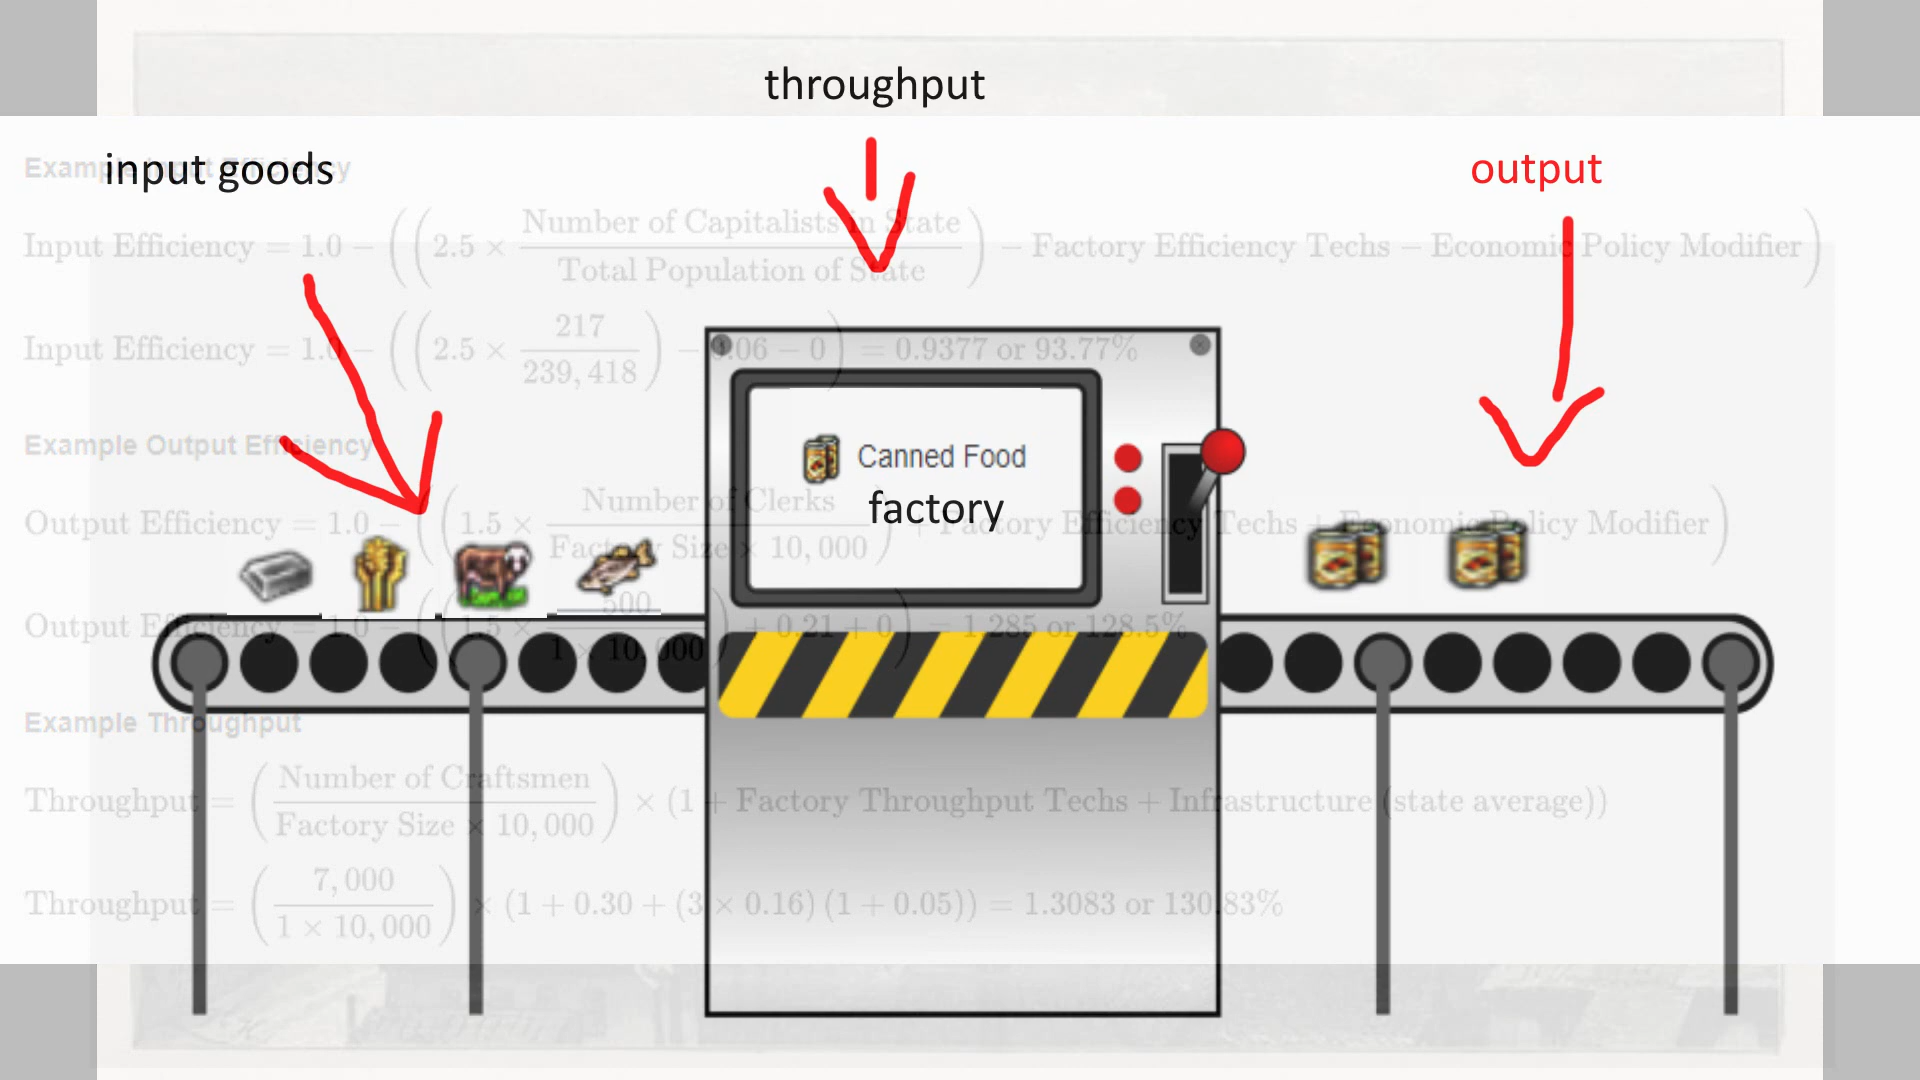 throughput
input goods
output
Example Input Efficiency
Input Efficiency = 1.0 − ((2.5 × Number of Capitalists in State / Total Population of State) − Factory Efficiency Techs − Economic Policy Modifier)
Input Efficiency = 1.0 − ((2.5 × 217 / 239,418) − 0.06 − 0) = 0.9377 or 93.77%
Canned Food
factory
Example Output Efficiency
Output Efficiency = 1.0 − ((1.5 × Number of Clerks / Factory Size × 10,000) + Factory Efficiency Techs + Economic Policy Modifier)
Output Efficiency = 1.0 − ((1.5 × 500 / 1 × 10,000) + 0.21 + 0) = 1.285 or 128.5%
Example Throughput
Throughput = (Number of Craftsmen / Factory Size × 10,000) × (1 + Factory Throughput Techs + Infrastructure (state average))
Throughput = (7,000 / 1 × 10,000) × (1 + 0.30 + (3 × 0.16) (1 + 0.05)) = 1.3083 or 130.83%